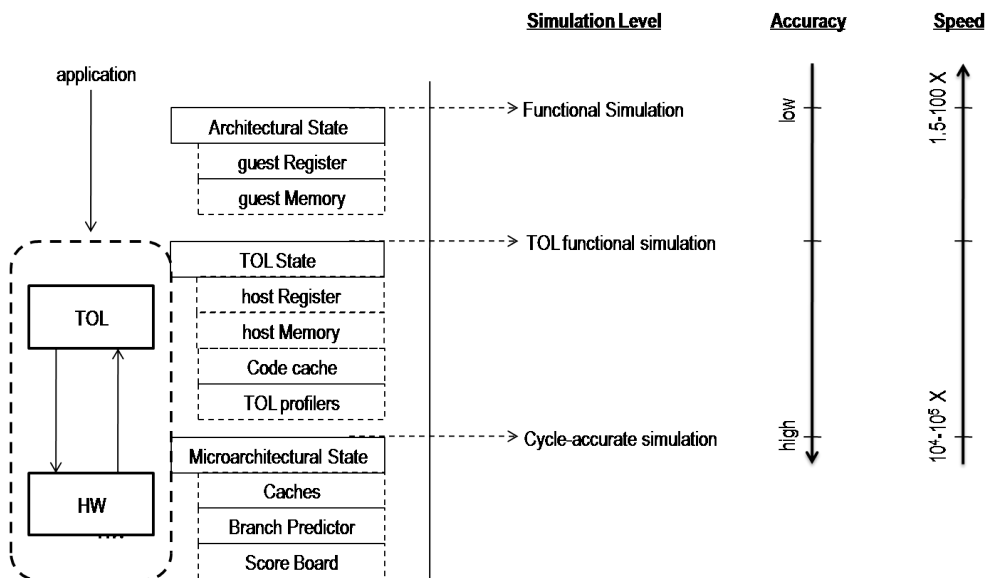 Simulation Level
Accuracy
Speed
application
Architectural State
guest Register
guest Memory
Functional Simulation
low
1.5-100 X
TOL State
host Register
host Memory
Code cache
TOL profilers
TOL functional simulation
TOL
HW
....
Microarchitectural State
Caches
Branch Predictor
Score Board
Cycle-accurate simulation
high
10⁴-10⁵ X